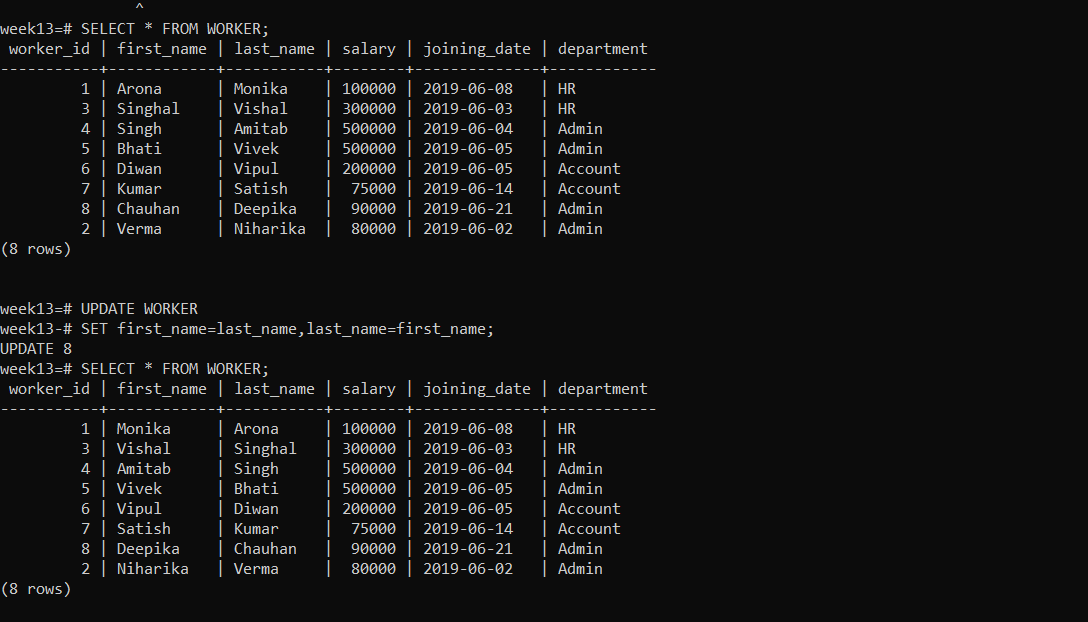 ^
week13=# SELECT * FROM WORKER;
 worker_id | first_name | last_name | salary | joining_date | department
-----------+------------+-----------+--------+--------------+------------
         1 | Arona      | Monika    | 100000 | 2019-06-08   | HR
         3 | Singhal    | Vishal    | 300000 | 2019-06-03   | HR
         4 | Singh      | Amitab    | 500000 | 2019-06-04   | Admin
         5 | Bhati      | Vivek     | 500000 | 2019-06-05   | Admin
         6 | Diwan      | Vipul     | 200000 | 2019-06-05   | Account
         7 | Kumar      | Satish    |  75000 | 2019-06-14   | Account
         8 | Chauhan    | Deepika   |  90000 | 2019-06-21   | Admin
         2 | Verma      | Niharika  |  80000 | 2019-06-02   | Admin
(8 rows)
week13=# UPDATE WORKER
week13-# SET first_name=last_name,last_name=first_name;
UPDATE 8
week13=# SELECT * FROM WORKER;
 worker_id | first_name | last_name | salary | joining_date | department
-----------+------------+-----------+--------+--------------+------------
         1 | Monika     | Arona     | 100000 | 2019-06-08   | HR
         3 | Vishal     | Singhal   | 300000 | 2019-06-03   | HR
         4 | Amitab     | Singh     | 500000 | 2019-06-04   | Admin
         5 | Vivek      | Bhati     | 500000 | 2019-06-05   | Admin
         6 | Vipul      | Diwan     | 200000 | 2019-06-05   | Account
         7 | Satish     | Kumar     |  75000 | 2019-06-14   | Account
         8 | Deepika    | Chauhan   |  90000 | 2019-06-21   | Admin
         2 | Niharika   | Verma     |  80000 | 2019-06-02   | Admin
(8 rows)